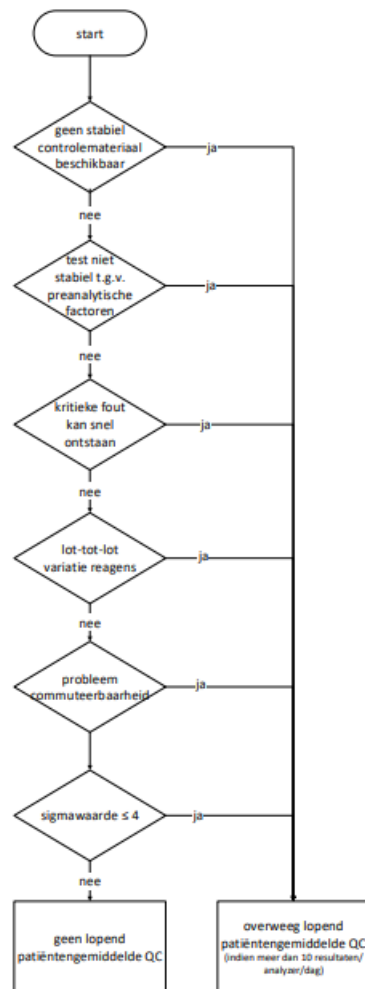 start
geen stabiel
controlemateriaal
beschikbaar
ja
nee
test niet
stabiel t.g.v.
preanalytische
factoren
ja
nee
kritieke fout
kan snel
ontstaan
ja
nee
lot-tot-lot
variatie reagens
ja
nee
probleem
commuteerbaarheid
ja
sigmawaarde ≤ 4
ja
nee
geen lopend
patiëntengemiddelde QC
overweeg lopend
patiëntengemiddelde QC
(indien meer dan 10 resultaten/
analyzer/dag)